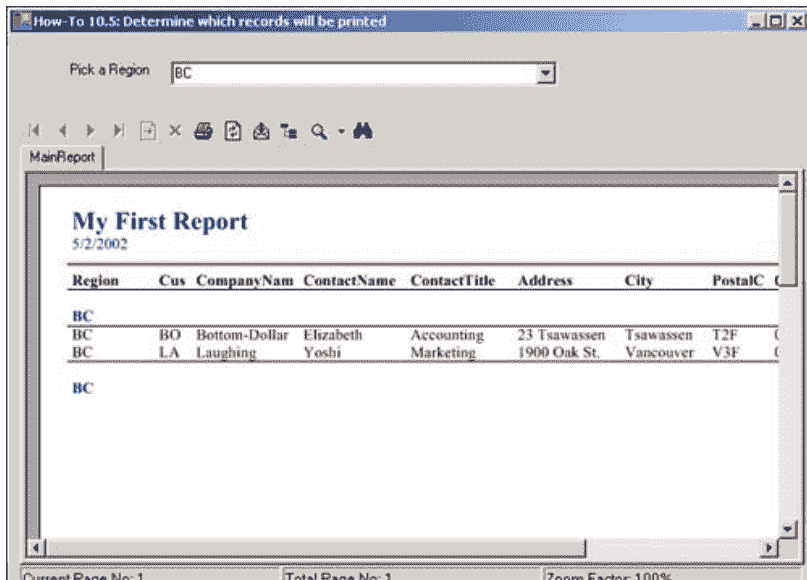 How-To 10.5: Determine which records will be printed
Pick a Region BC
MainReport
My First Report
5/2/2002
Region Cus CompanyNam ContactName ContactTitle Address City PostalC
BC
BC BO Bottom-Dollar Elizabeth Accounting 23 Tsawassen Tsawassen T2F
BC LA Laughing Yoshi Marketing 1900 Oak St. Vancouver V3F
BC
Current Page No: 1 Total Page No: 1 Zoom Factor: 100%